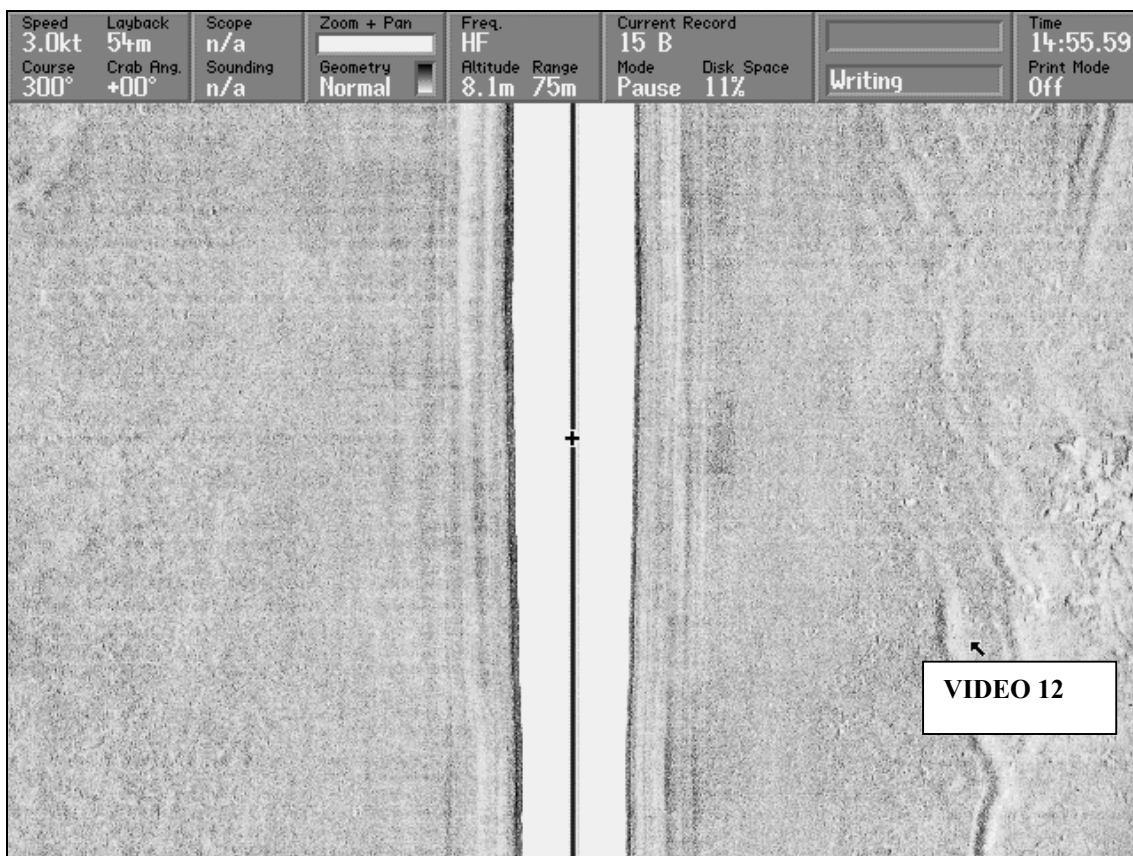 Speed Layback Scope Zoom + Pan Freq. Current Record Time
3.0kt 54m n/a HF 15 B 14:55.59
Course Crab Ang. Sounding Geometry Altitude Range Mode Disk Space Writing Print Mode
300° +00° n/a Normal 8.1m 75m Pause 11% Off
VIDEO 12